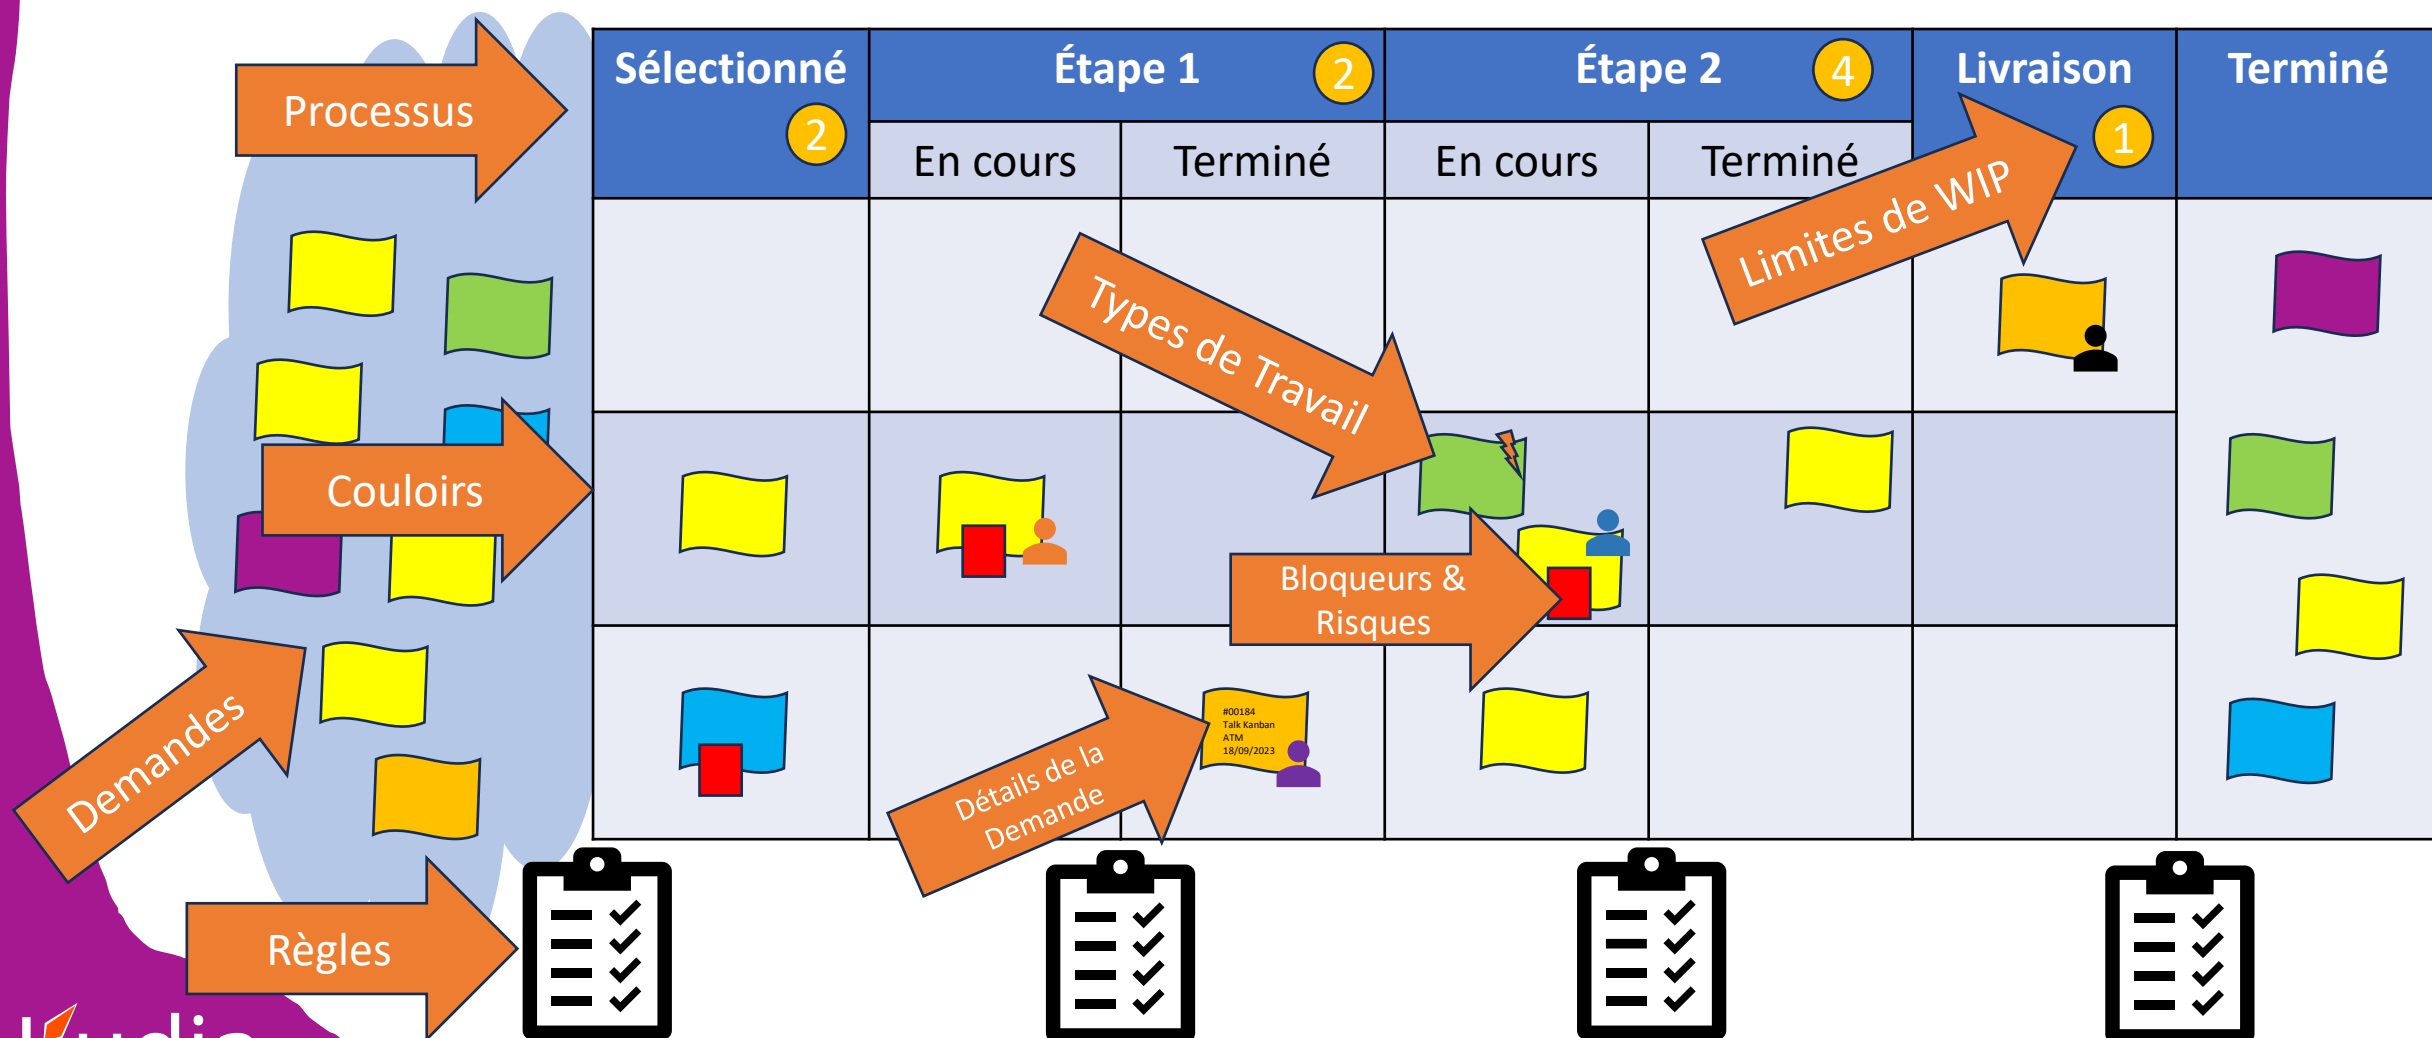 Processus
Sélectionné
2
Étape 1
2
Étape 2
4
Livraison
1
Terminé
En cours
Terminé
En cours
Terminé
Limites de WIP
Types de Travail
Couloirs
Bloqueurs &
Risques
Demandes
Détails de la
Demande
#00184
Talk Kanban
ATM
18/09/2023
Règles